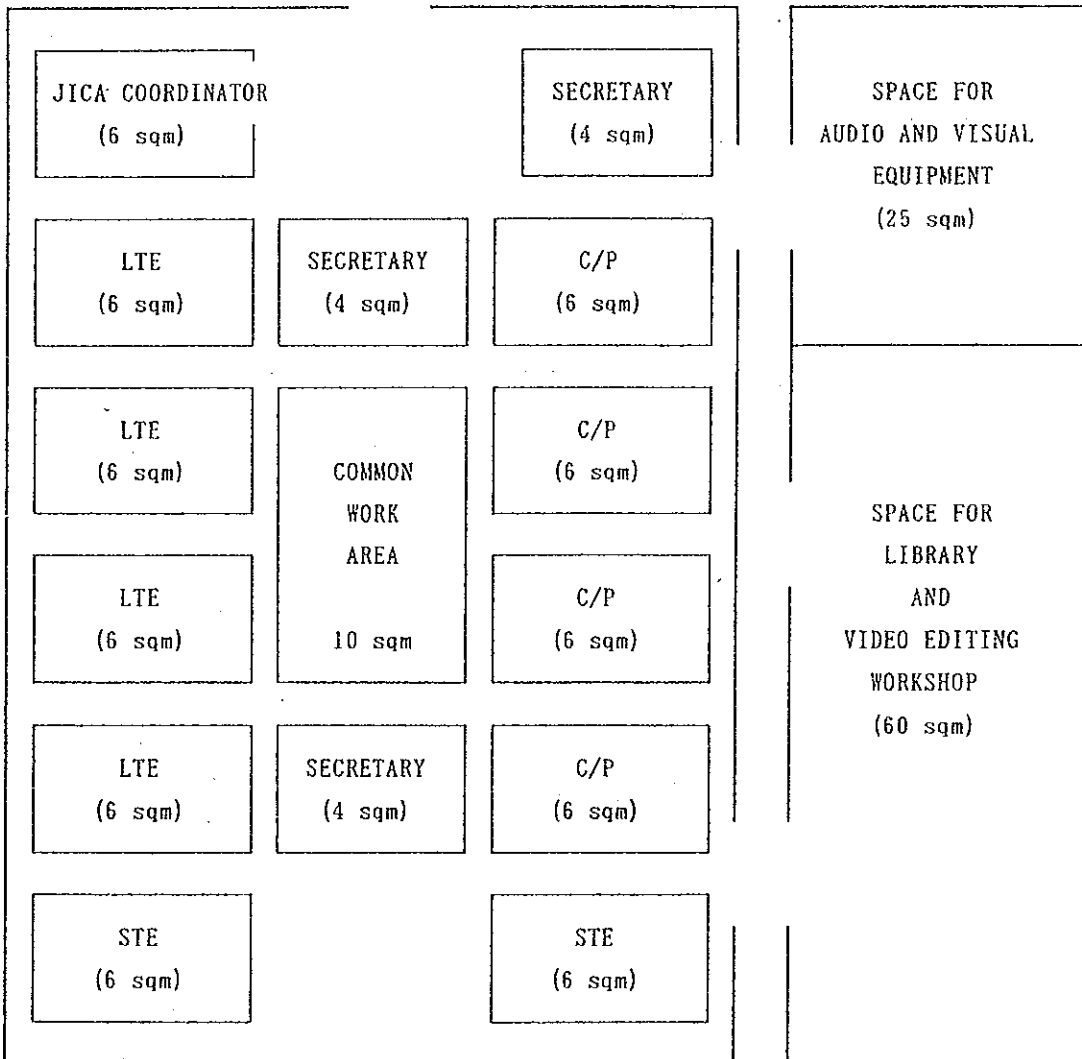 JICA COORDINATOR
(6 sqm)
SECRETARY
(4 sqm)
SPACE FOR
AUDIO AND VISUAL
EQUIPMENT
(25 sqm)
LTE
(6 sqm)
SECRETARY
(4 sqm)
C/P
(6 sqm)
LTE
(6 sqm)
COMMON
WORK
AREA
10 sqm
C/P
(6 sqm)
SPACE FOR
LIBRARY
AND
VIDEO EDITING
WORKSHOP
(60 sqm)
LTE
(6 sqm)
C/P
(6 sqm)
LTE
(6 sqm)
SECRETARY
(4 sqm)
C/P
(6 sqm)
STE
(6 sqm)
STE
(6 sqm)